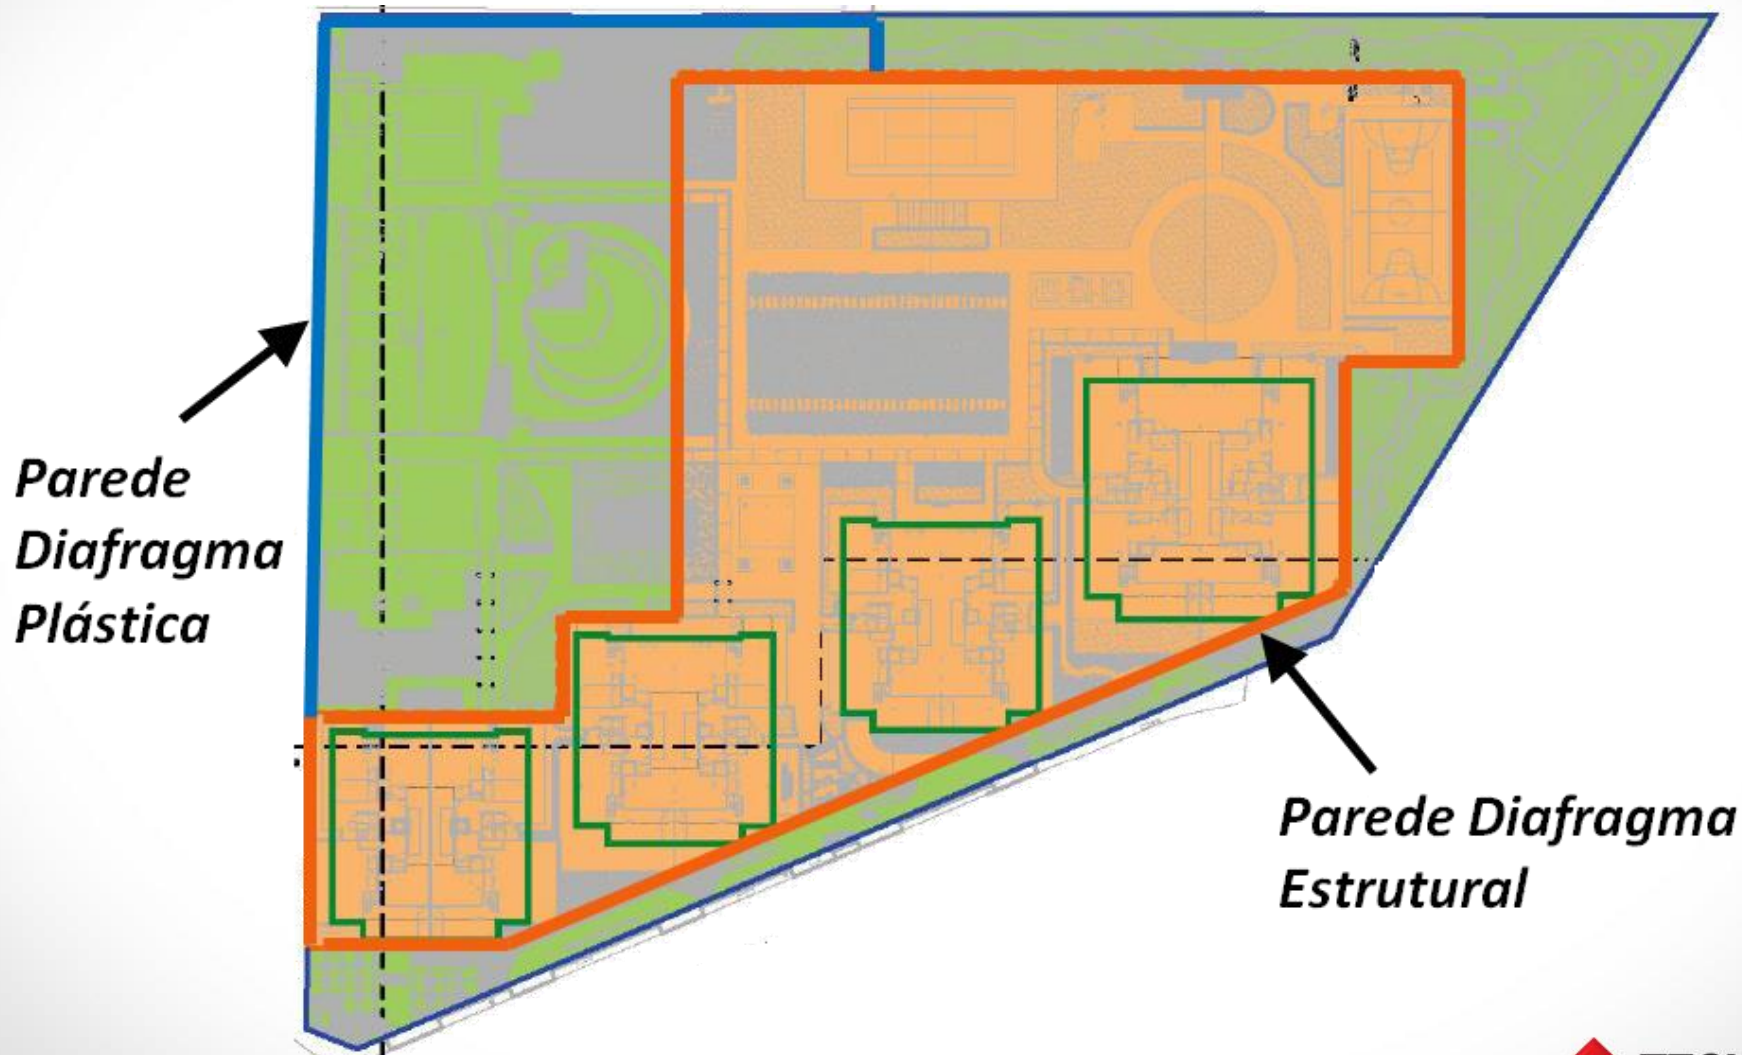 Parede
Diafragma
Plástica
Parede Diafragma
Estrutural